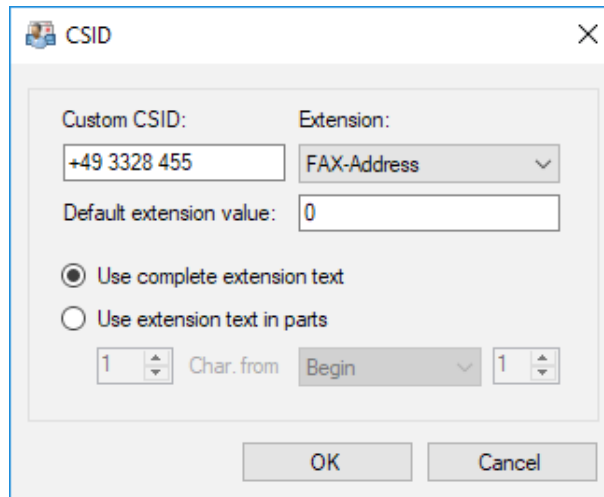 CSID
Custom CSID: Extension:
+49 3328 455 FAX-Address
Default extension value: 0
Use complete extension text
Use extension text in parts
1 Char. from Begin 1
OK Cancel